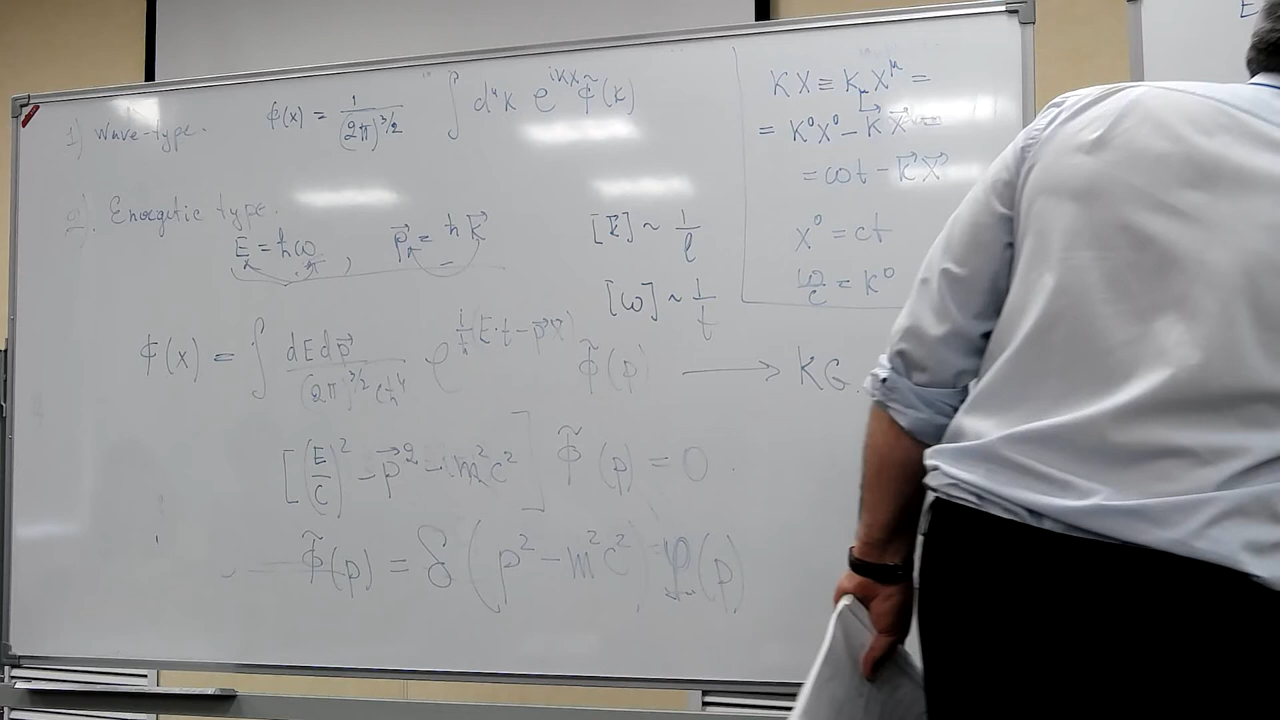 1) Wave-type. ϕ(x) = 1/(2π)^{3/2} ∫ d⁴k e^{ikx} ϕ̃(k)
2). Energetic type.
E = ħω, p⃗ = ħk⃗
[k] ~ 1/l
[ω] ~ 1/t
ϕ(x) = ∫ dE dp⃗ / (2π)^{3/2} cħ⁴ e^{i/ħ(E·t − p⃗x⃗)} ϕ̃(p) ⟶ KG.
[(E/c)² − p⃗² − m²c²] ϕ̃(p) = 0.
ϕ̃(p) = δ(p² − m²c²) φ(p)
KX ≡ K_μ X^μ =
= K⁰X⁰ − K⃗X⃗ =
= ωt − K⃗X⃗
x⁰ = ct
ω/c = K⁰
E